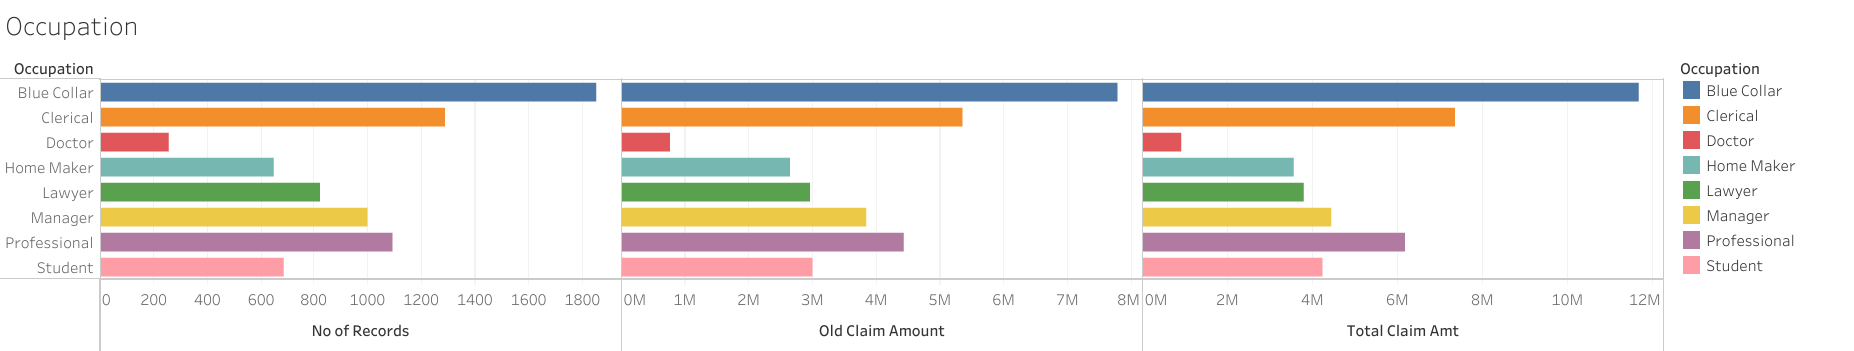 Occupation
Occupation
Blue Collar
Clerical
Doctor
Home Maker
Lawyer
Manager
Professional
Student
0 200 400 600 800 1000 1200 1400 1600 1800
No of Records
0M 1M 2M 3M 4M 5M 6M 7M 8M
Old Claim Amount
0M 2M 4M 6M 8M 10M 12M
Total Claim Amt
Occupation
Blue Collar
Clerical
Doctor
Home Maker
Lawyer
Manager
Professional
Student